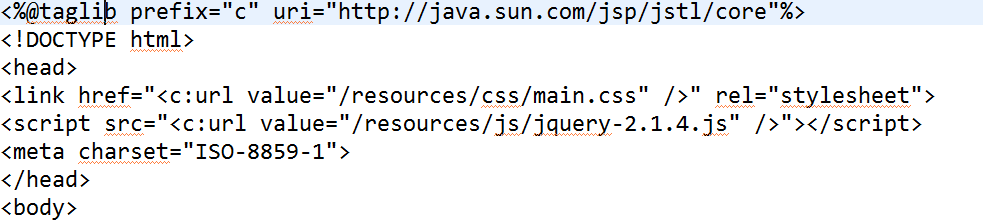 <%@taglib prefix="c" uri="http://java.sun.com/jsp/jstl/core"%>
<!DOCTYPE html>
<head>
<link href="<c:url value="/resources/css/main.css" />" rel="stylesheet">
<script src="<c:url value="/resources/js/jquery-2.1.4.js" />"></script>
<meta charset="ISO-8859-1">
</head>
<body>